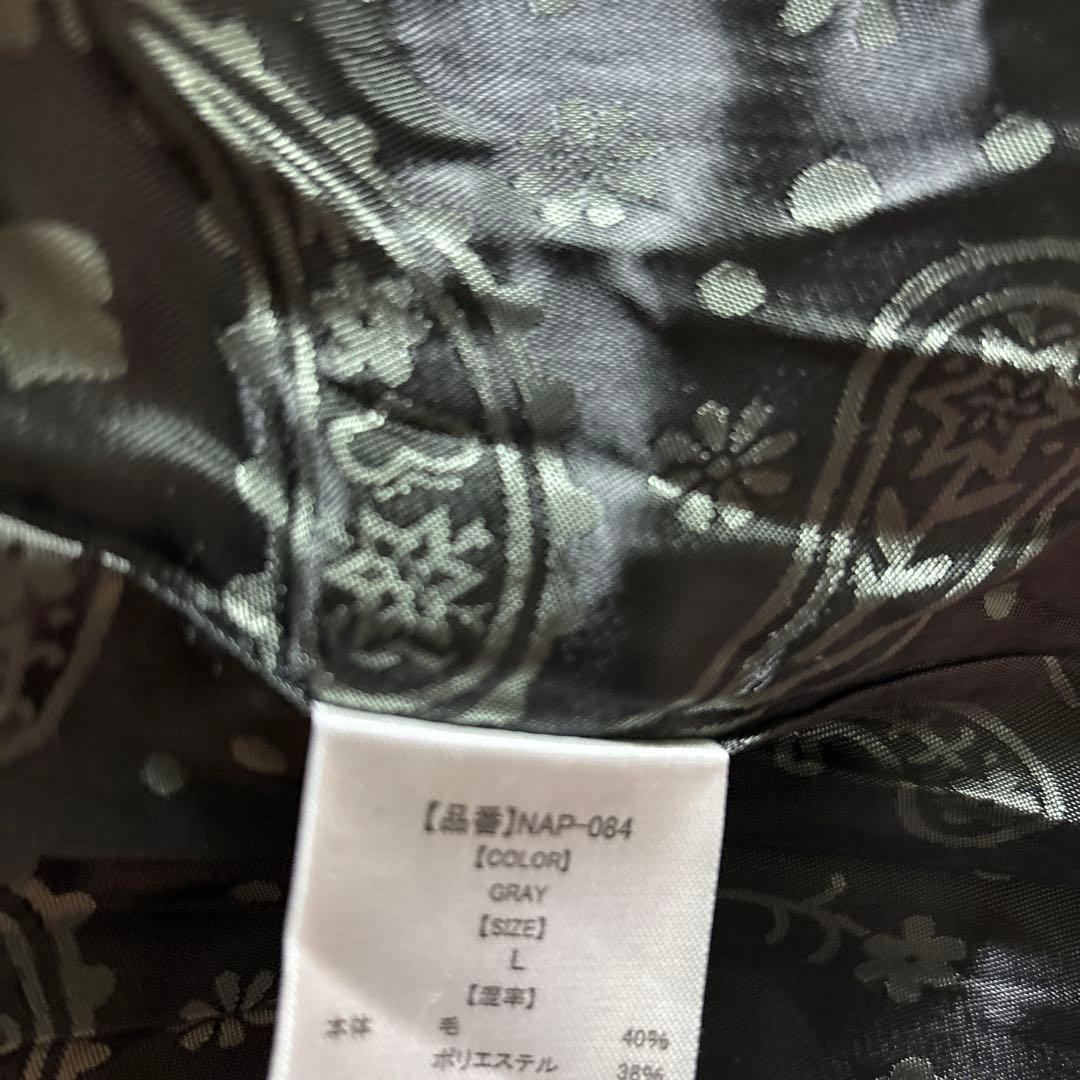 【品番】NAP-084
【COLOR】
GRAY
【SIZE】
L
【混率】
本体 毛 40%
ポリエステル 38%